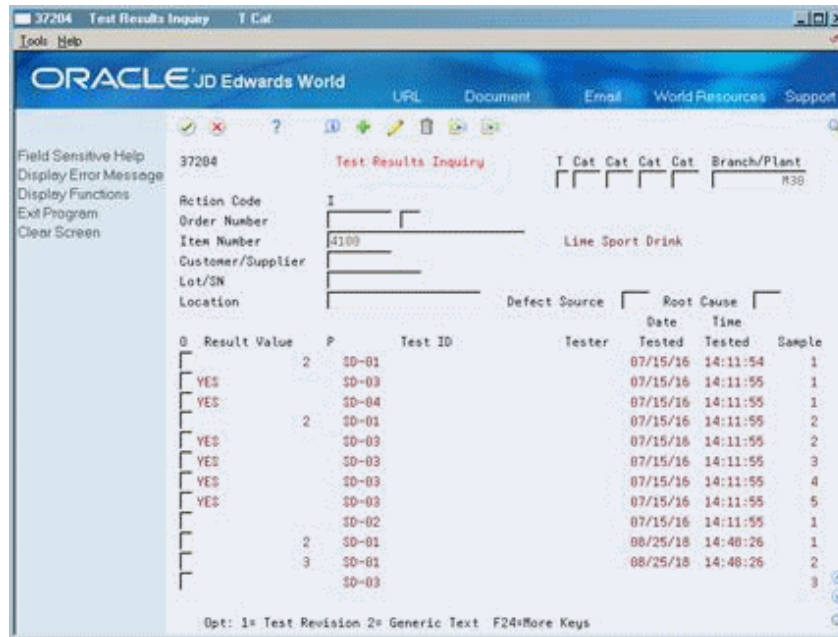 37204 Test Results Inquiry T Cat
Tools Help
ORACLE JD Edwards World
URL Document Email World Resources Support
Field Sensitive Help
Display Error Message
Display Functions
Exit Program
Clear Screen
37204 Test Results Inquiry T Cat Cat Cat Cat Branch/Plant
M30
Action Code I
Order Number
Item Number 4100 Lime Sport Drink
Customer/Supplier
Lot/SN
Location Defect Source Root Cause
Date Time
O Result Value P Test ID Tester Tested Tested Sample
2 SD-01 07/15/16 14:11:54 1
YES SD-03 07/15/16 14:11:55 1
YES SD-04 07/15/16 14:11:55 1
2 SD-01 07/15/16 14:11:55 2
YES SD-03 07/15/16 14:11:55 2
YES SD-03 07/15/16 14:11:55 3
YES SD-03 07/15/16 14:11:55 4
YES SD-03 07/15/16 14:11:55 5
SD-02 07/15/16 14:11:55 1
2 SD-01 08/25/18 14:40:26 1
3 SD-01 08/25/18 14:40:26 2
SD-03 3
Opt: 1= Test Revision 2= Generic Text F24=More Keys